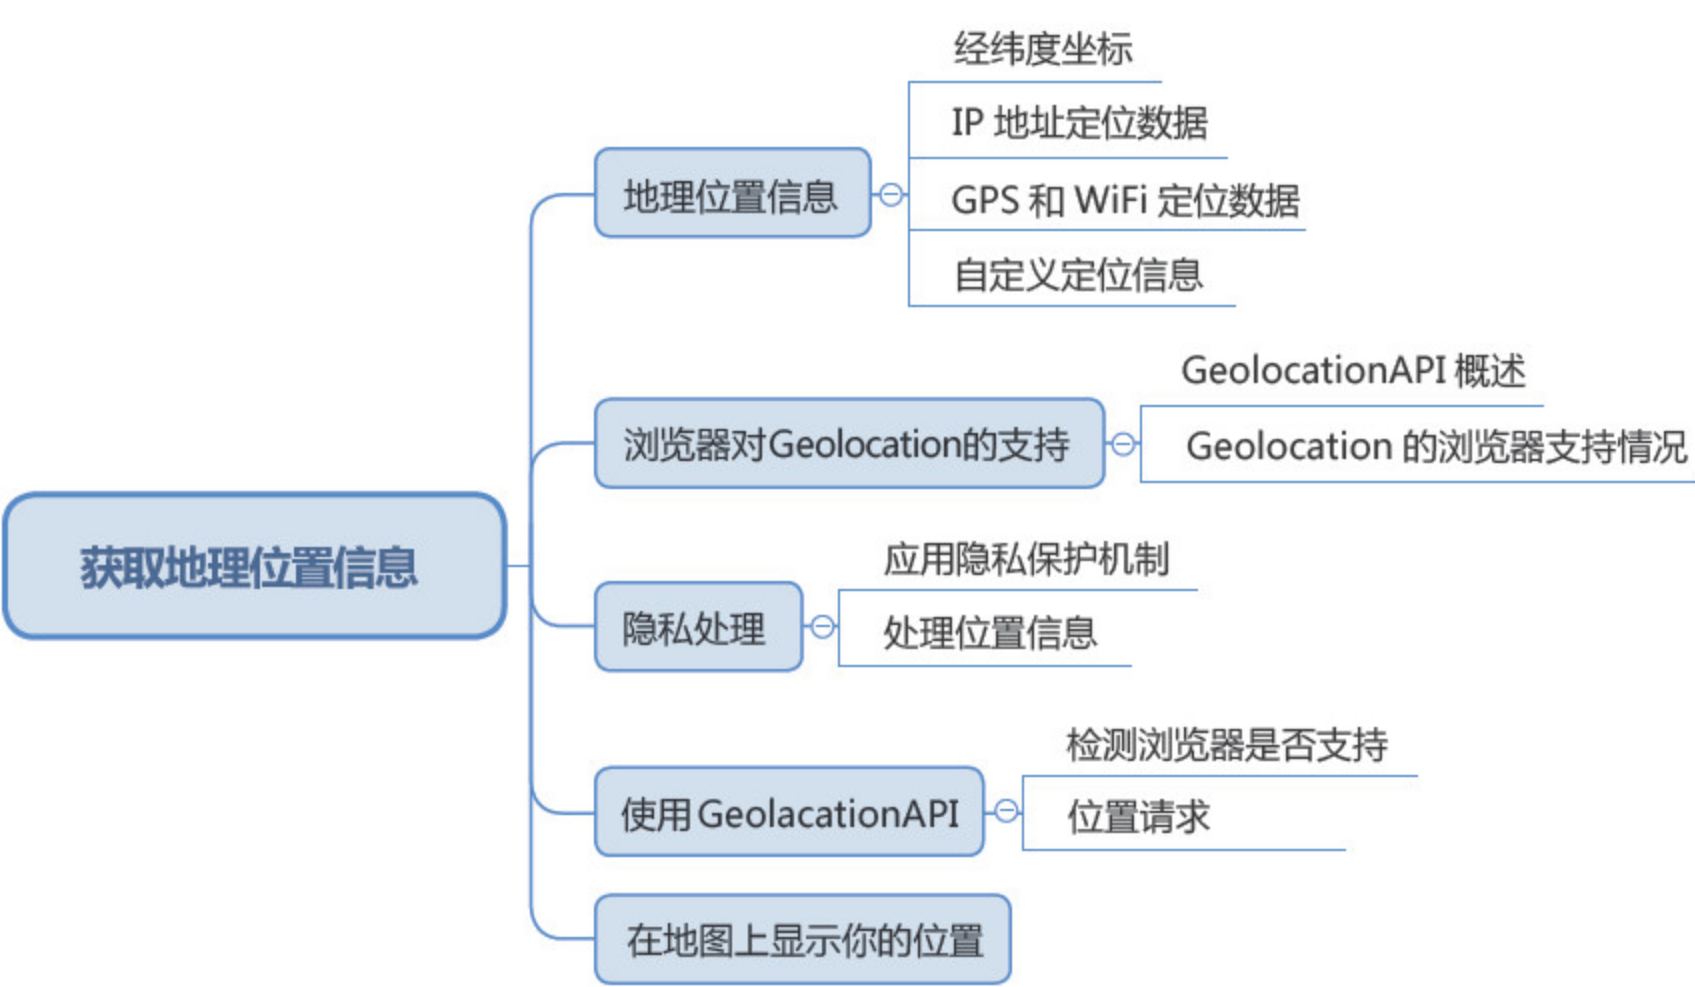 获取地理位置信息
地理位置信息
经纬度坐标
IP 地址定位数据
GPS 和 WiFi 定位数据
自定义定位信息
浏览器对Geolocation的支持
GeolocationAPI 概述
Geolocation 的浏览器支持情况
隐私处理
应用隐私保护机制
处理位置信息
使用GeolacationAPI
检测浏览器是否支持
位置请求
在地图上显示你的位置